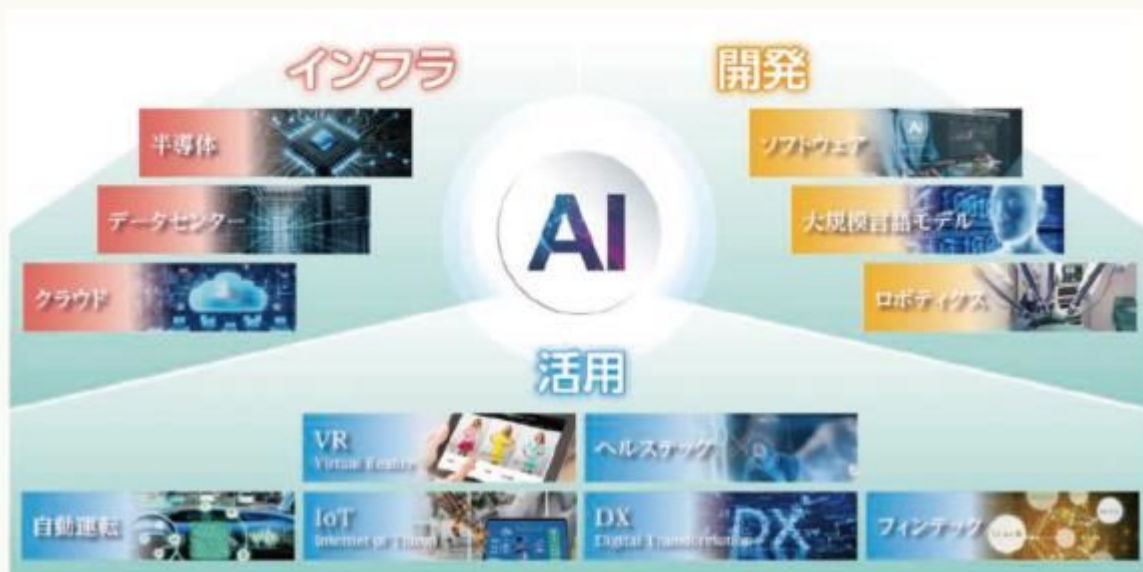 インフラ
半導体
データセンター
クラウド
AI
開発
ソフトウェア
大規模言語モデル
ロボティクス
活用
VR
Virtual Reality
ヘルステック
自動運転
IoT
Internet of Things
DX
Digital Transformation
DX
フィンテック